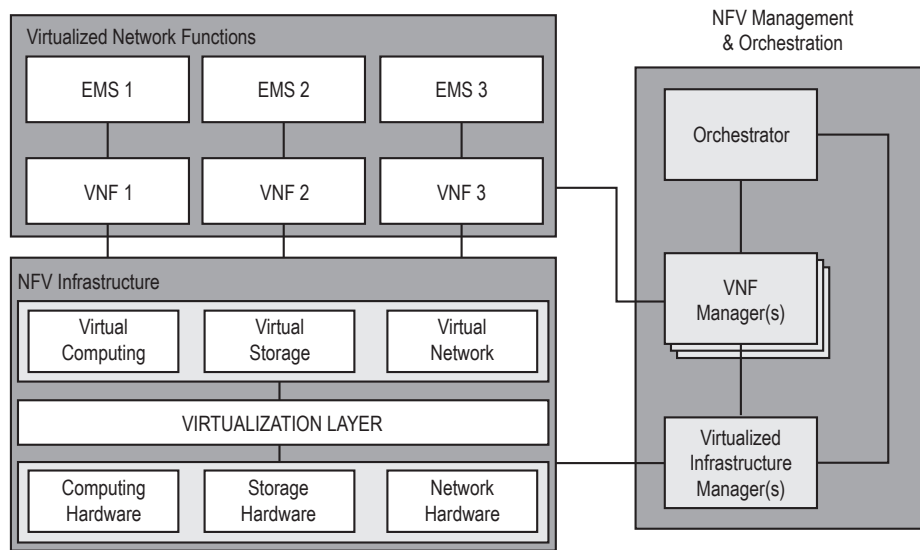 Virtualized Network Functions
EMS 1
EMS 2
EMS 3
VNF 1
VNF 2
VNF 3
NFV Infrastructure
Virtual
Computing
Virtual
Storage
Virtual
Network
VIRTUALIZATION LAYER
Computing
Hardware
Storage
Hardware
Network
Hardware
NFV Management
& Orchestration
Orchestrator
VNF
Manager(s)
Virtualized
Infrastructure
Manager(s)